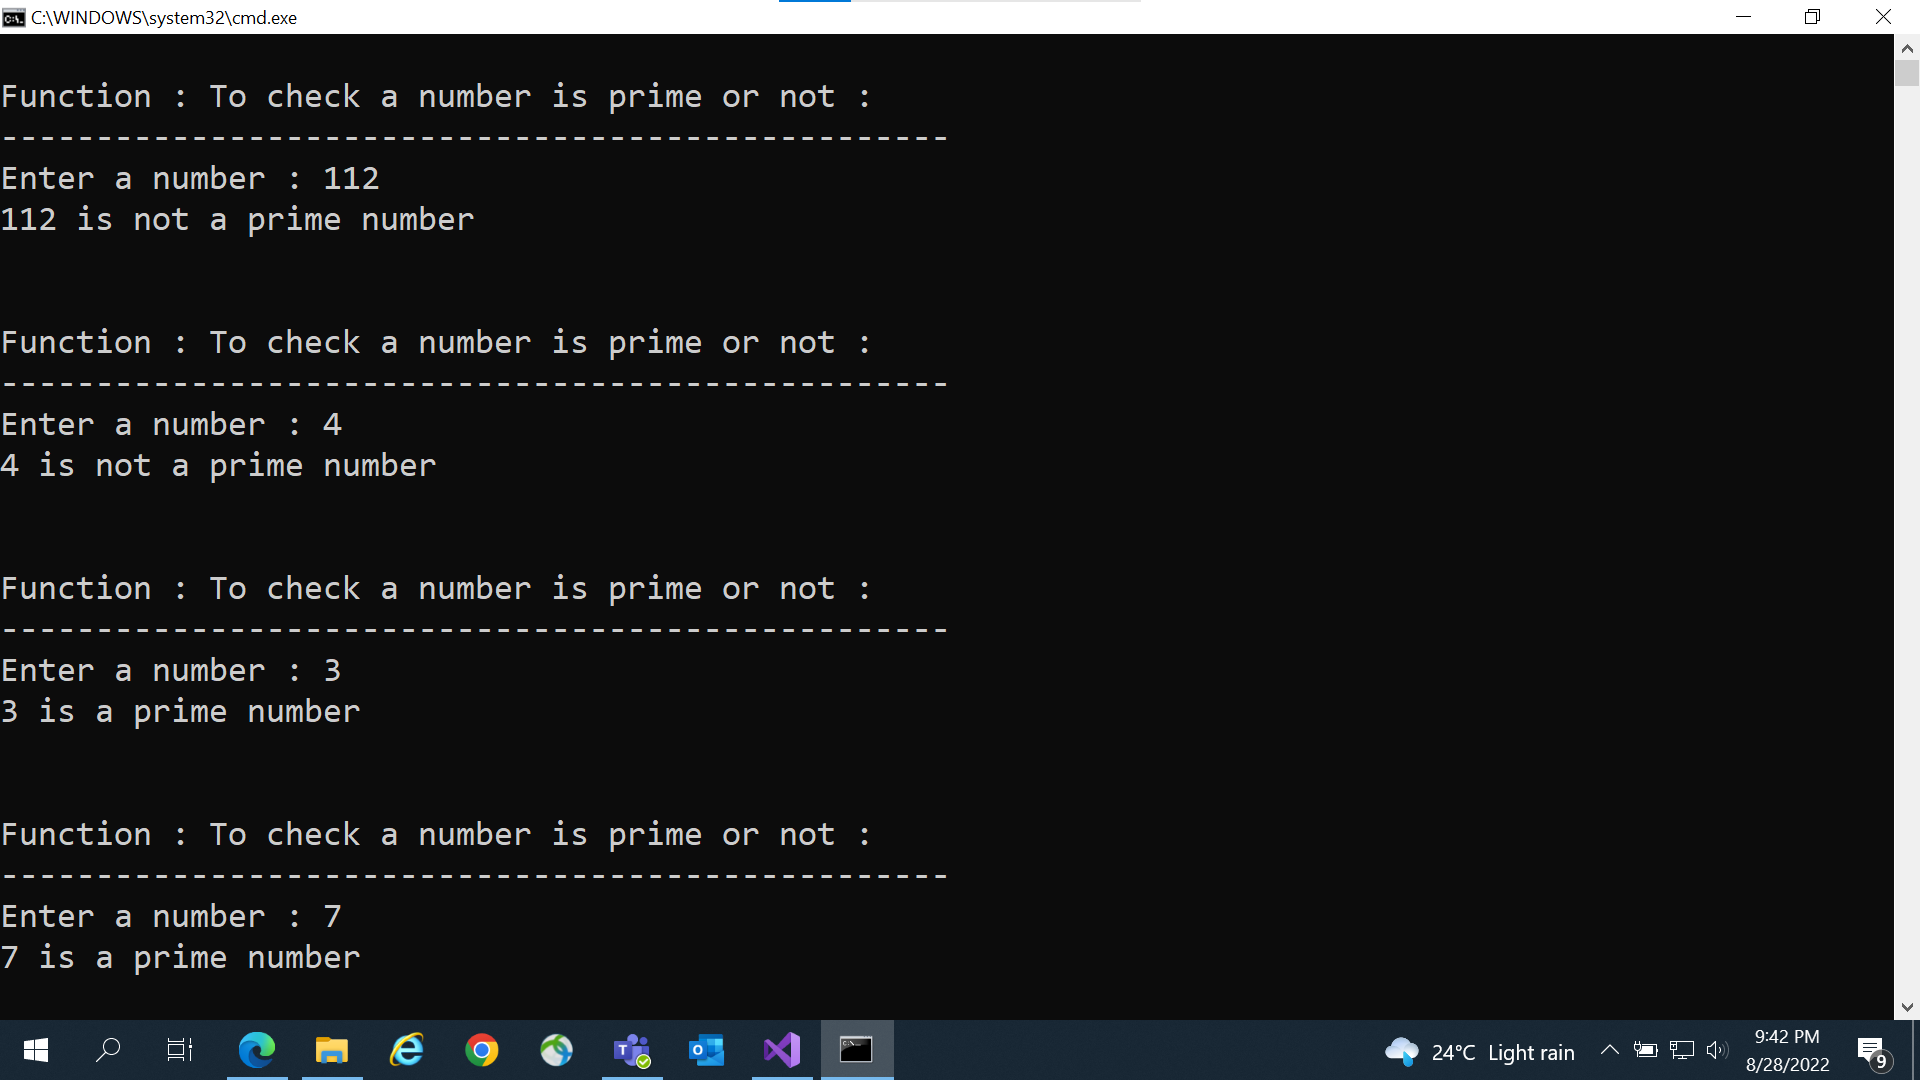 C:\WINDOWS\system32\cmd.exe
Function : To check a number is prime or not :
--------------------------------------------------
Enter a number : 112
112 is not a prime number
Function : To check a number is prime or not :
--------------------------------------------------
Enter a number : 4
4 is not a prime number
Function : To check a number is prime or not :
--------------------------------------------------
Enter a number : 3
3 is a prime number
Function : To check a number is prime or not :
--------------------------------------------------
Enter a number : 7
7 is a prime number
24°C Light rain
9:42 PM
8/28/2022
9